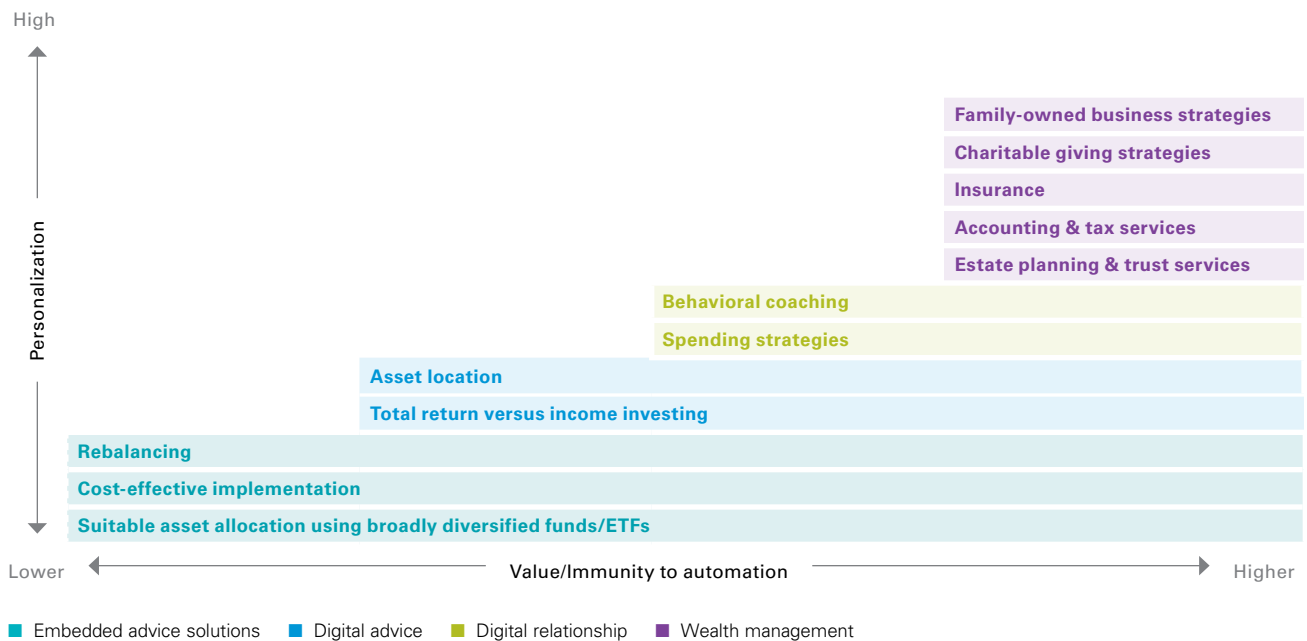 High
Family-owned business strategies
Charitable giving strategies
Insurance
Accounting & tax services
Estate planning & trust services
Personalization
Behavioral coaching
Spending strategies
Asset location
Total return versus income investing
Rebalancing
Cost-effective implementation
Suitable asset allocation using broadly diversified funds/ETFs
Lower Value/Immunity to automation Higher
Embedded advice solutions Digital advice Digital relationship Wealth management